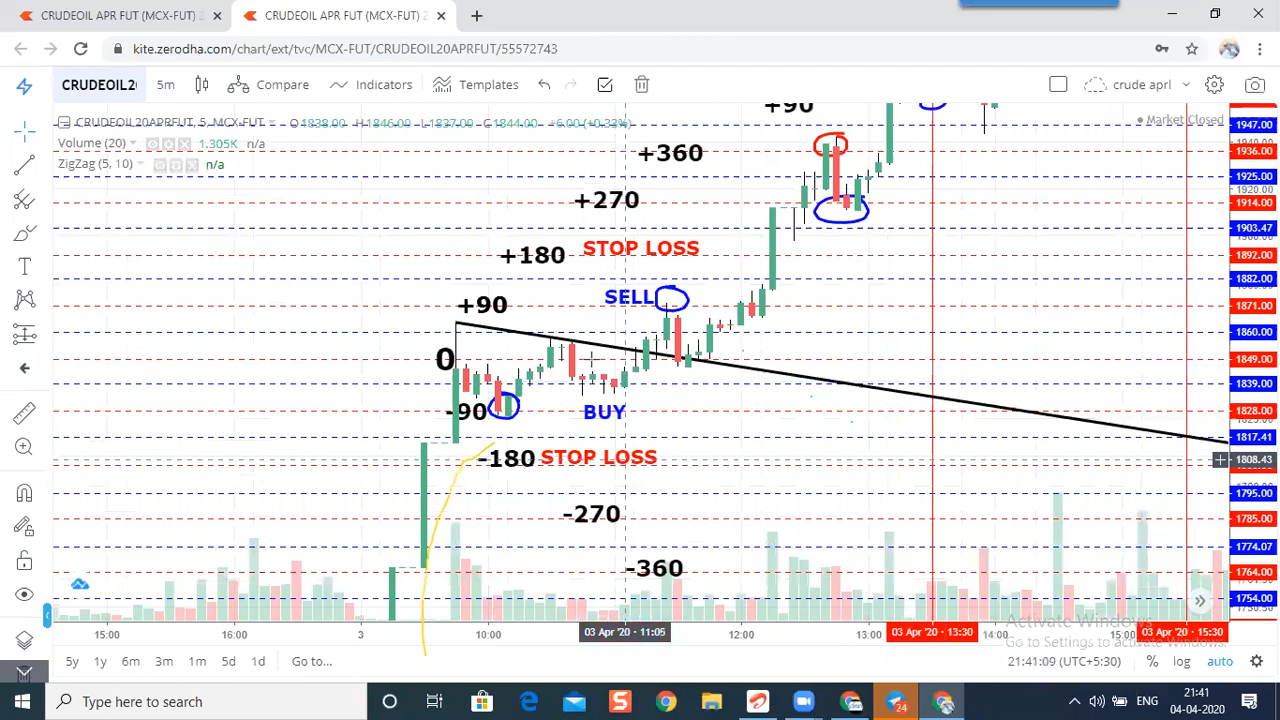 CRUDEOIL APR FUT (MCX-FUT)
CRUDEOIL APR FUT (MCX-FUT)
kite.zerodha.com/chart/ext/tvc/MCX-FUT/CRUDEOIL20APRFUT/55572743
CRUDEOIL20 5m Compare Indicators Templates crude aprl
CRUDEOIL20APRFUT, 5, MCX-FUT O1838.00 H1846.00 L1837.00 C1844.00 +6.00 (+0.33%)
Market Closed
Volume (20) 1.305K n/a
ZigZag (5, 10) n/a
+90
+360
+270
+180 STOP LOSS
SELL
+90
0
-90 BUY
-180 STOP LOSS
-270
-360
1947.00
1936.00
1925.00
1920.00
1914.00
1903.47
1892.00
1882.00
1871.00
1860.00
1849.00
1839.00
1828.00
1817.41
1808.43
1795.00
1785.00
1774.07
1764.00
1754.00
15:00 16:00 3 10:00 03 Apr '20 - 11:05 12:00 13:00 03 Apr '20 - 13:30 14:00 15:00 03 Apr '20 - 15:30
Activate Windows
Go to Settings to activate Windows.
5y 1y 6m 3m 1m 5d 1d Go to... 21:41:09 (UTC+5:30) % log auto
Type here to search
24
ENG
21:41
04-04-2020